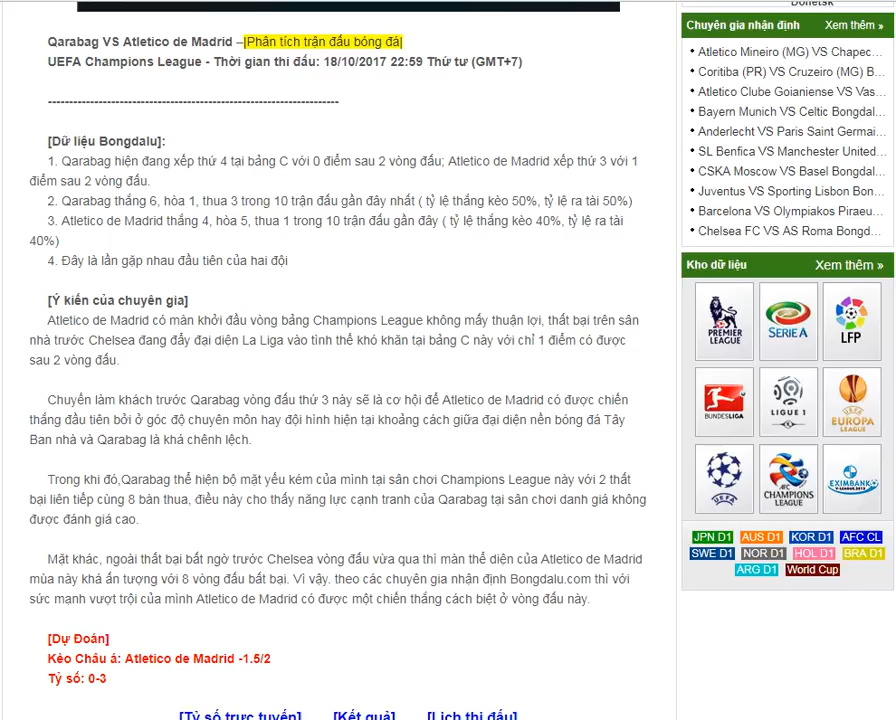 Donetsk
Qarabag VS Atletico de Madrid –|Phân tích trận đấu bóng đá|
UEFA Champions League - Thời gian thi đấu: 18/10/2017 22:59 Thứ tư (GMT+7)
---------------------------------------------------------------------
[Dữ liệu Bongdalu]:
1. Qarabag hiện đang xếp thứ 4 tại bảng C với 0 điểm sau 2 vòng đấu; Atletico de Madrid xếp thứ 3 với 1
điểm sau 2 vòng đấu.
2. Qarabag thắng 6, hòa 1, thua 3 trong 10 trận đấu gần đây nhất ( tỷ lệ thắng kèo 50%, tỷ lệ ra tài 50%)
3. Atletico de Madrid thắng 4, hòa 5, thua 1 trong 10 trận đấu gần đây ( tỷ lệ thắng kèo 40%, tỷ lệ ra tài
40%)
4. Đây là lần gặp nhau đầu tiên của hai đội
[Ý kiến của chuyên gia]
Atletico de Madrid có màn khởi đầu vòng bảng Champions League không mấy thuận lợi, thất bại trên sân
nhà trước Chelsea đang đẩy đại diện La Liga vào tình thế khó khăn tại bảng C này với chỉ 1 điểm có được
sau 2 vòng đấu.
Chuyến làm khách trước Qarabag vòng đấu thứ 3 này sẽ là cơ hội để Atletico de Madrid có được chiến
thắng đầu tiên bởi ở góc độ chuyên môn hay đội hình hiện tại khoảng cách giữa đại diện nền bóng đá Tây
Ban nhà và Qarabag là khá chênh lệch.
Trong khi đó,Qarabag thể hiện bộ mặt yếu kém của mình tại sân chơi Champions League này với 2 thất
bại liên tiếp cùng 8 bàn thua, điều này cho thấy năng lực cạnh tranh của Qarabag tại sân chơi danh giá không
được đánh giá cao.
Mặt khác, ngoài thất bại bất ngờ trước Chelsea vòng đấu vừa qua thì màn thể diện của Atletico de Madrid
mùa này khá ấn tượng với 8 vòng đấu bất bại. Vì vậy. theo các chuyên gia nhận định Bongdalu.com thì với
sức mạnh vượt trội của mình Atletico de Madrid có được một chiến thắng cách biệt ở vòng đấu này.
[Dự Đoán]
Kèo Châu á: Atletico de Madrid -1.5/2
Tỷ số: 0-3
[Tỷ số trực tuyến] [Kết quả] [Lịch thi đấu]
Chuyên gia nhận định Xem thêm »
Atletico Mineiro (MG) VS Chapec...
Coritiba (PR) VS Cruzeiro (MG) B...
Atletico Clube Goianiense VS Vas...
Bayern Munich VS Celtic Bongdal...
Anderlecht VS Paris Saint Germai...
SL Benfica VS Manchester United...
CSKA Moscow VS Basel Bongdal...
Juventus VS Sporting Lisbon Bon...
Barcelona VS Olympiakos Piraeu...
Chelsea FC VS AS Roma Bongd...
Kho dữ liệu Xem thêm »
PREMIER LEAGUE
SERIE A
LFP
BUNDESLIGA
LIGUE 1
UEFA EUROPA LEAGUE
UEFA
AFC CHAMPIONS LEAGUE
EXIMBANK V-LEAGUE 2012
JPN D1 AUS D1 KOR D1 AFC CL
SWE D1 NOR D1 HOL D1 BRA D1
ARG D1 World Cup